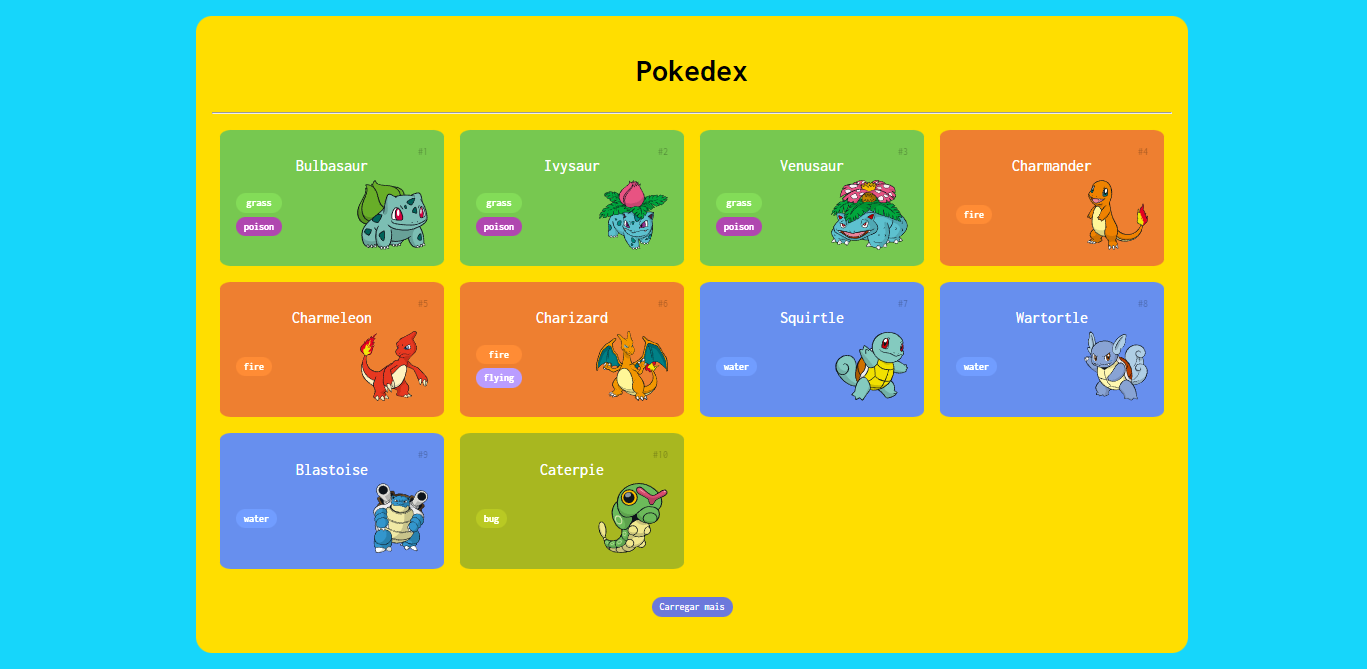 Pokedex
#1
Bulbasaur
grass
poison
#2
Ivysaur
grass
poison
#3
Venusaur
grass
poison
#4
Charmander
fire
#5
Charmeleon
fire
#6
Charizard
fire
flying
#7
Squirtle
water
#8
Wartortle
water
#9
Blastoise
water
#10
Caterpie
bug
Carregar mais